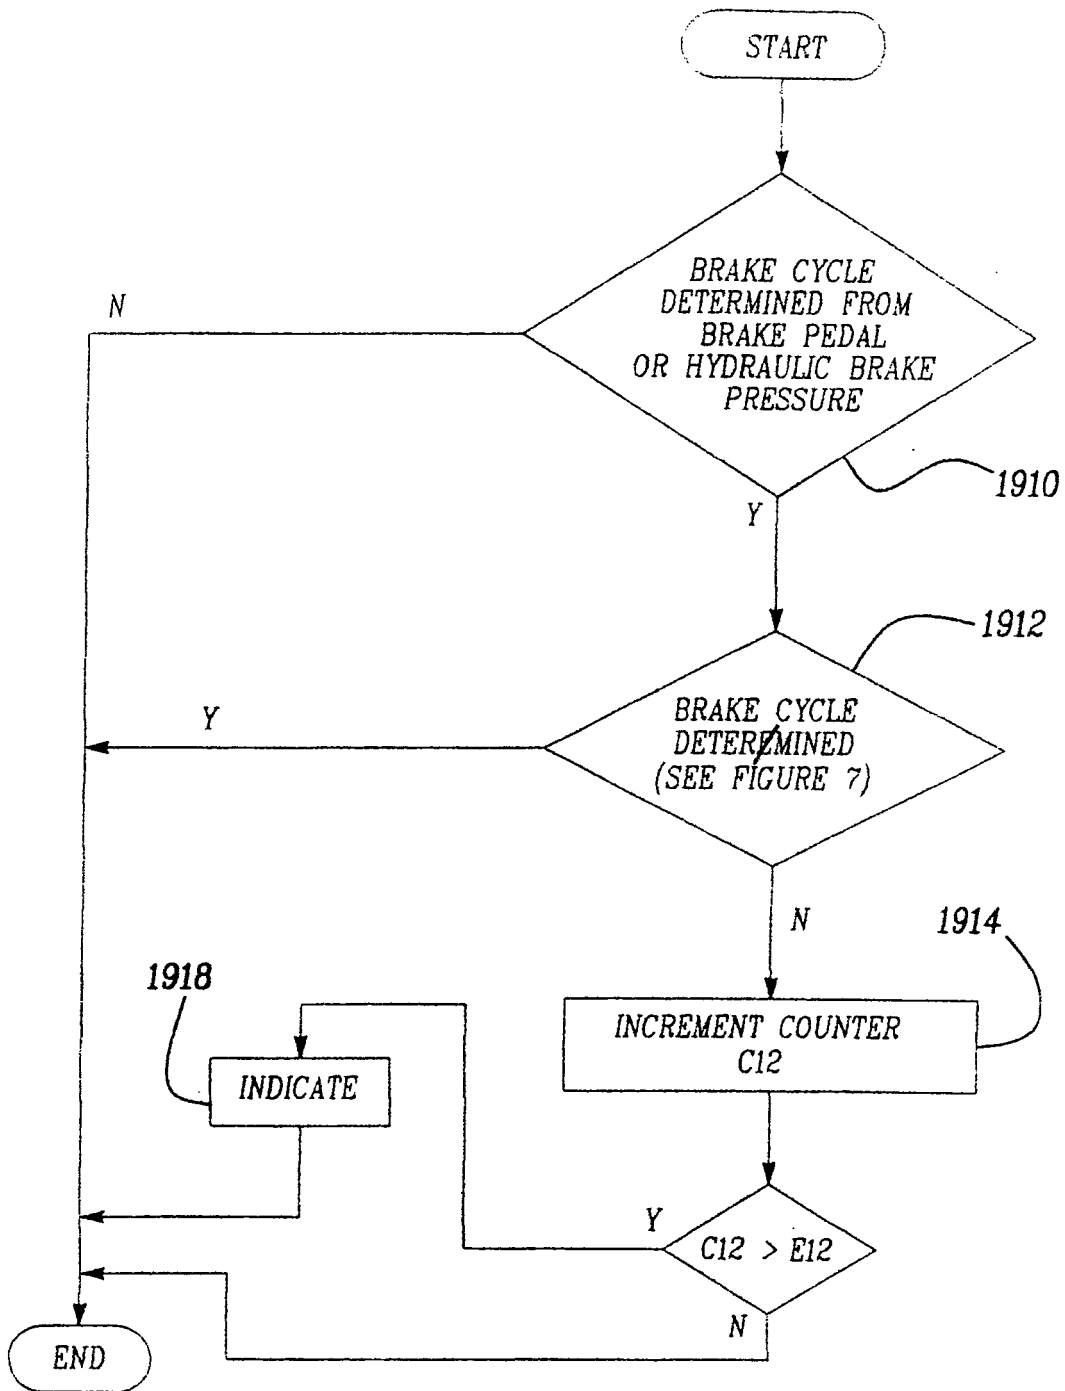 START
BRAKE CYCLE
DETERMINED FROM
BRAKE PEDAL
OR HYDRAULIC BRAKE
PRESSURE
N
1910
Y
1912
BRAKE CYCLE
DETEREMINED
(SEE FIGURE 7)
Y
N
1914
1918
INCREMENT COUNTER
C12
INDICATE
Y
C12 > E12
N
END